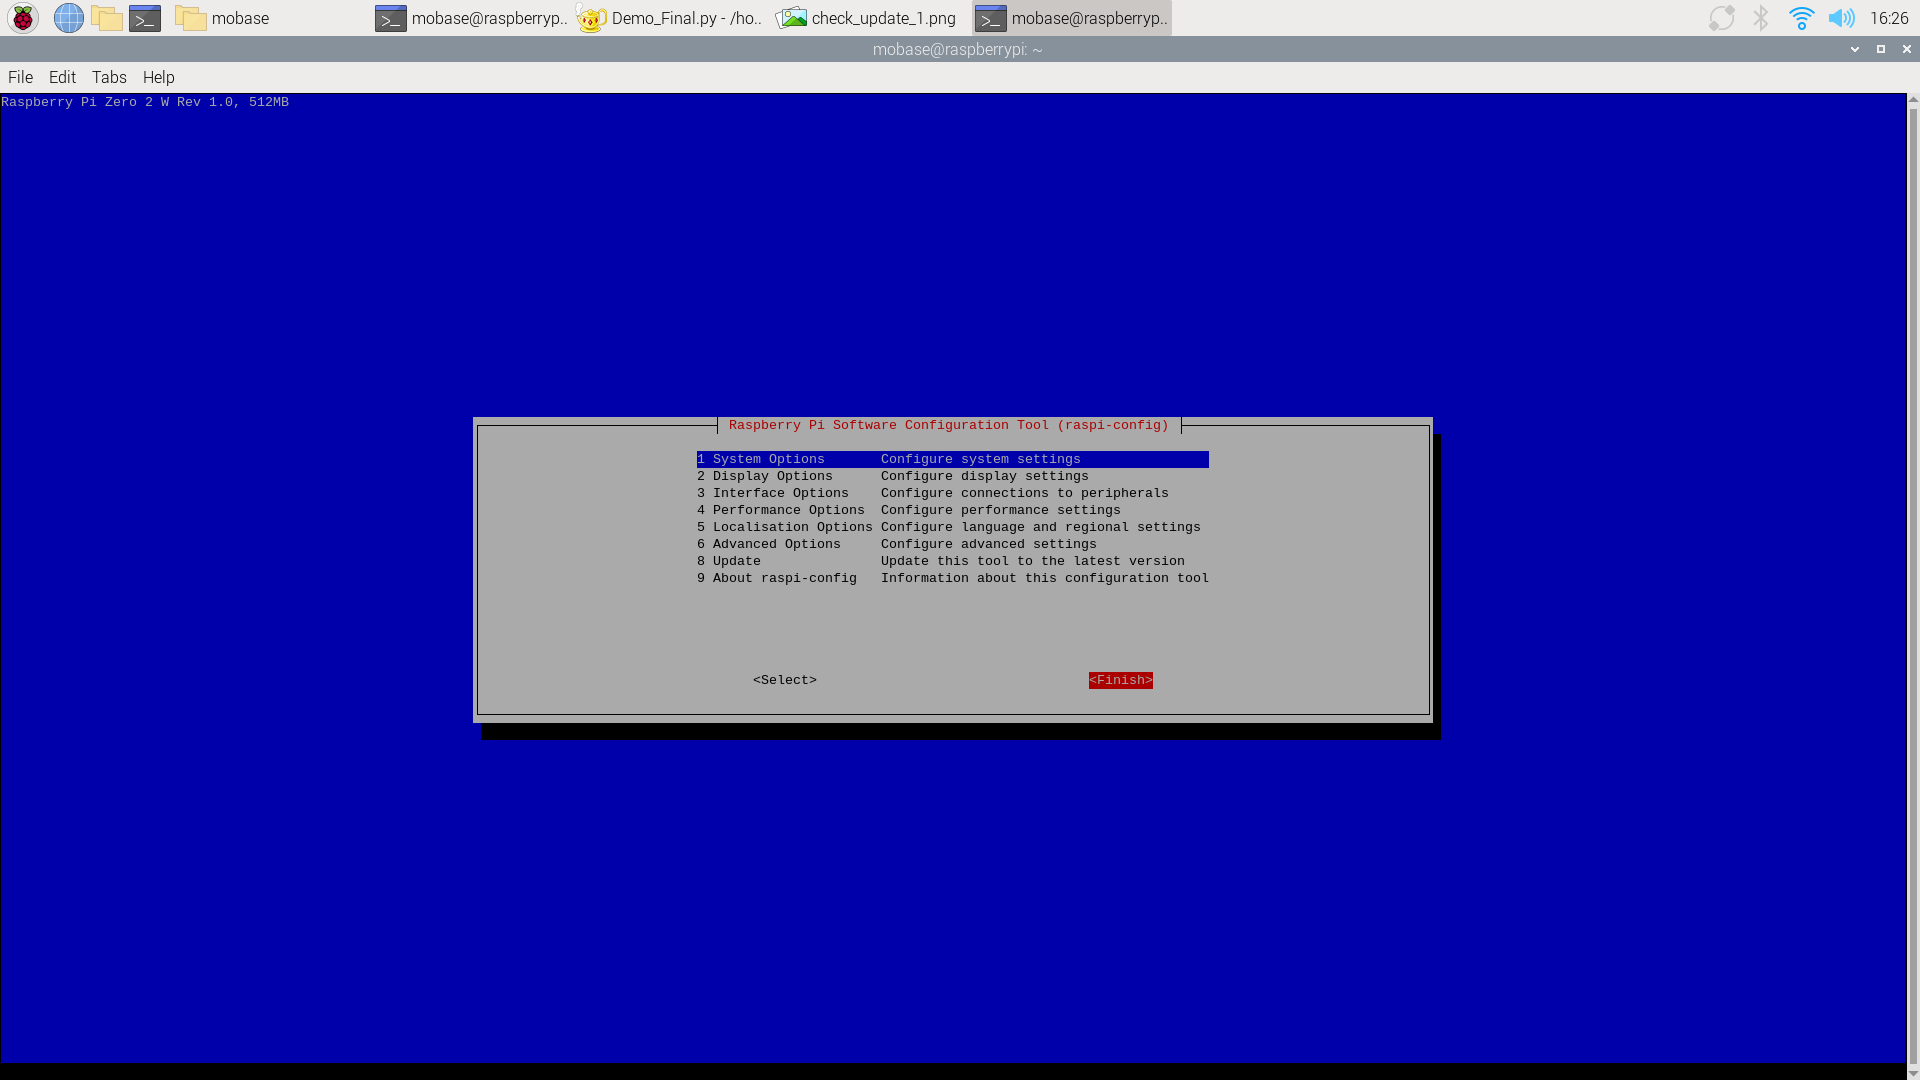 mobase
mobase@raspberryp..
Demo_Final.py - /ho..
check_update_1.png
mobase@raspberryp..
16:26
mobase@raspberrypi: ~
File Edit Tabs Help
Raspberry Pi Zero 2 W Rev 1.0, 512MB
Raspberry Pi Software Configuration Tool (raspi-config)
1 System Options Configure system settings
2 Display Options Configure display settings
3 Interface Options Configure connections to peripherals
4 Performance Options Configure performance settings
5 Localisation Options Configure language and regional settings
6 Advanced Options Configure advanced settings
8 Update Update this tool to the latest version
9 About raspi-config Information about this configuration tool
<Select> <Finish>